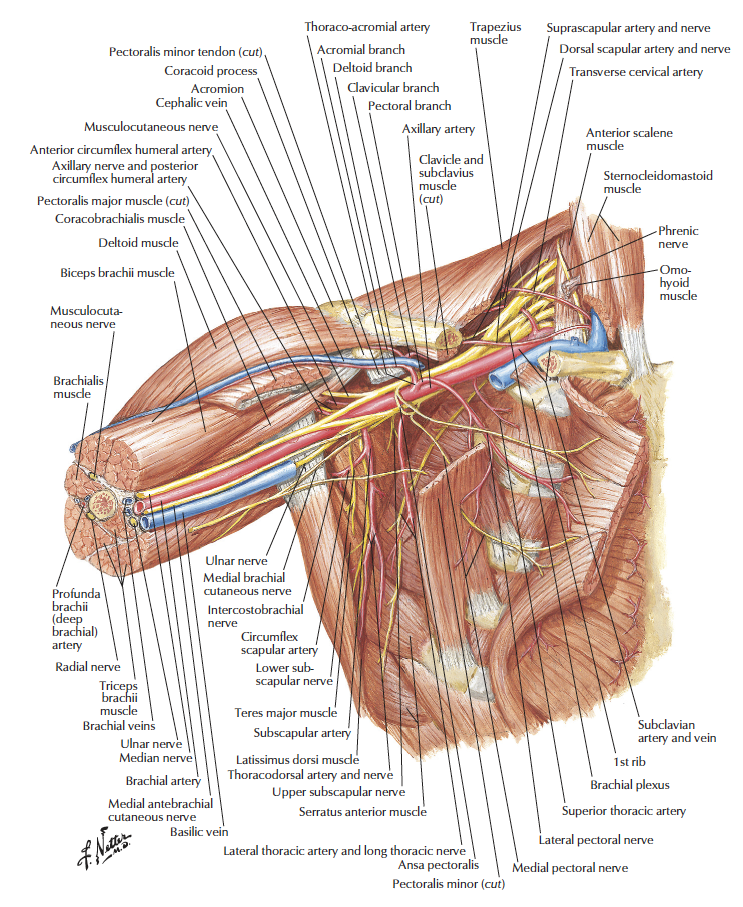 Thoraco-acromial artery
Acromial branch
Deltoid branch
Clavicular branch
Pectoral branch
Axillary artery
Clavicle and
subclavius
muscle
(cut)
Trapezius
muscle
Suprascapular artery and nerve
Dorsal scapular artery and nerve
Transverse cervical artery
Anterior scalene
muscle
Sternocleidomastoid
muscle
Phrenic
nerve
Omo-
hyoid
muscle
Pectoralis minor tendon (cut)
Coracoid process
Acromion
Cephalic vein
Musculocutaneous nerve
Anterior circumflex humeral artery
Axillary nerve and posterior
circumflex humeral artery
Pectoralis major muscle (cut)
Coracobrachialis muscle
Deltoid muscle
Biceps brachii muscle
Musculocuta-
neous nerve
Brachialis
muscle
Profunda
brachii
(deep
brachial)
artery
Radial nerve
Triceps
brachii
muscle
Brachial veins
Ulnar nerve
Median nerve
Brachial artery
Medial antebrachial
cutaneous nerve
Basilic vein
Ulnar nerve
Medial brachial
cutaneous nerve
Intercostobrachial
nerve
Circumflex
scapular artery
Lower sub-
scapular nerve
Teres major muscle
Subscapular artery
Latissimus dorsi muscle
Thoracodorsal artery and nerve
Upper subscapular nerve
Serratus anterior muscle
Lateral thoracic artery and long thoracic nerve
Ansa pectoralis
Pectoralis minor (cut)
Medial pectoral nerve
Lateral pectoral nerve
Superior thoracic artery
Brachial plexus
1st rib
Subclavian
artery and vein
F. Netter
M.D.